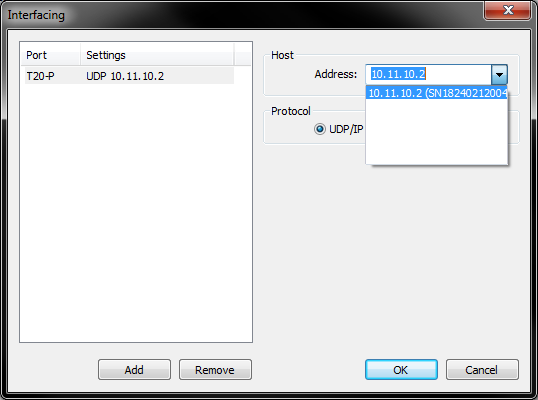 Interfacing
Port Settings
T20-P UDP 10.11.10.2
Host
Address: 10.11.10.2
10.11.10.2 (SN18240212004
Protocol
UDP/IP
Add Remove OK Cancel